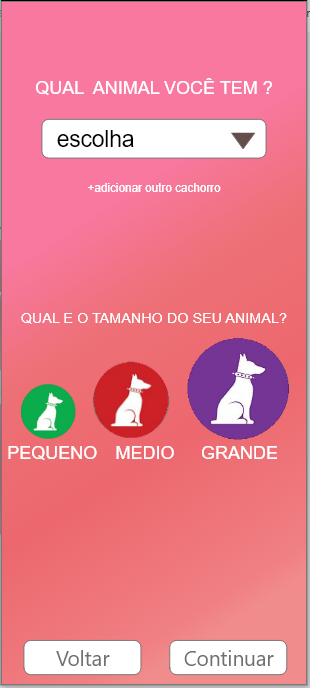 QUAL ANIMAL VOCÊ TEM ?
escolha
+adicionar outro cachorro
QUAL E O TAMANHO DO SEU ANIMAL?
PEQUENO MEDIO GRANDE
Voltar Continuar